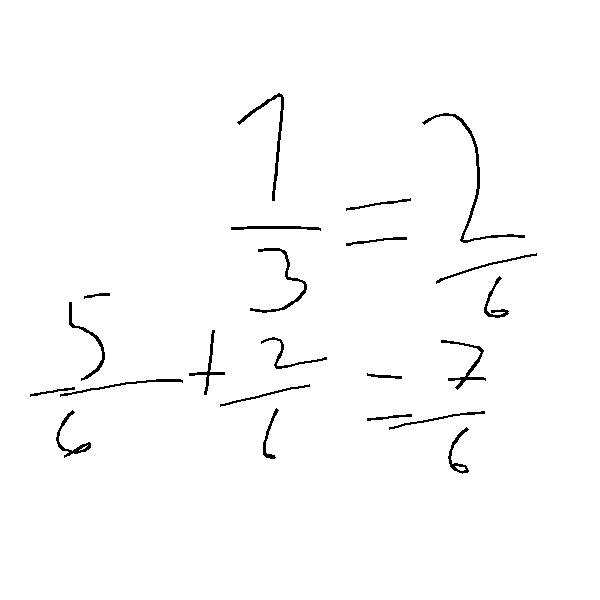 1/3 = 2/6
5/6 + 2/6 = 7/6